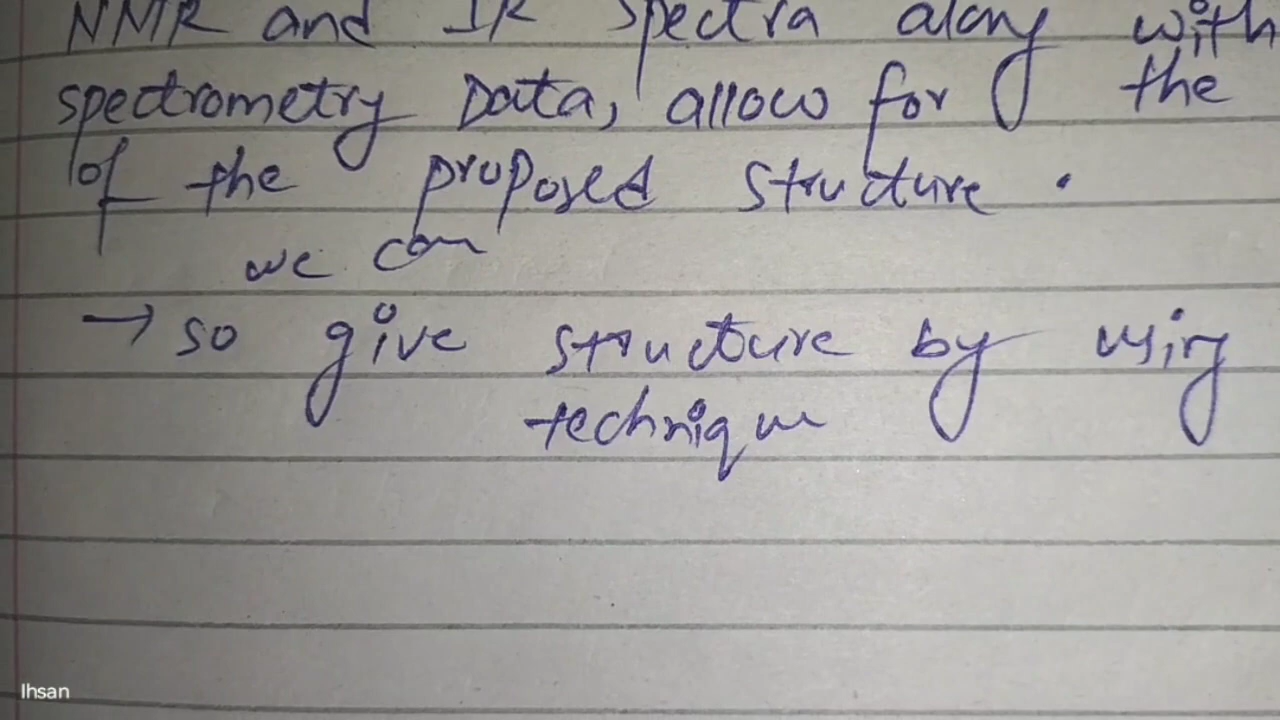 NMR and IR spectra along with
spectrometry Data, allow for the
of the proposed structure.
we can
→ so give structure by using
technique
Ihsan